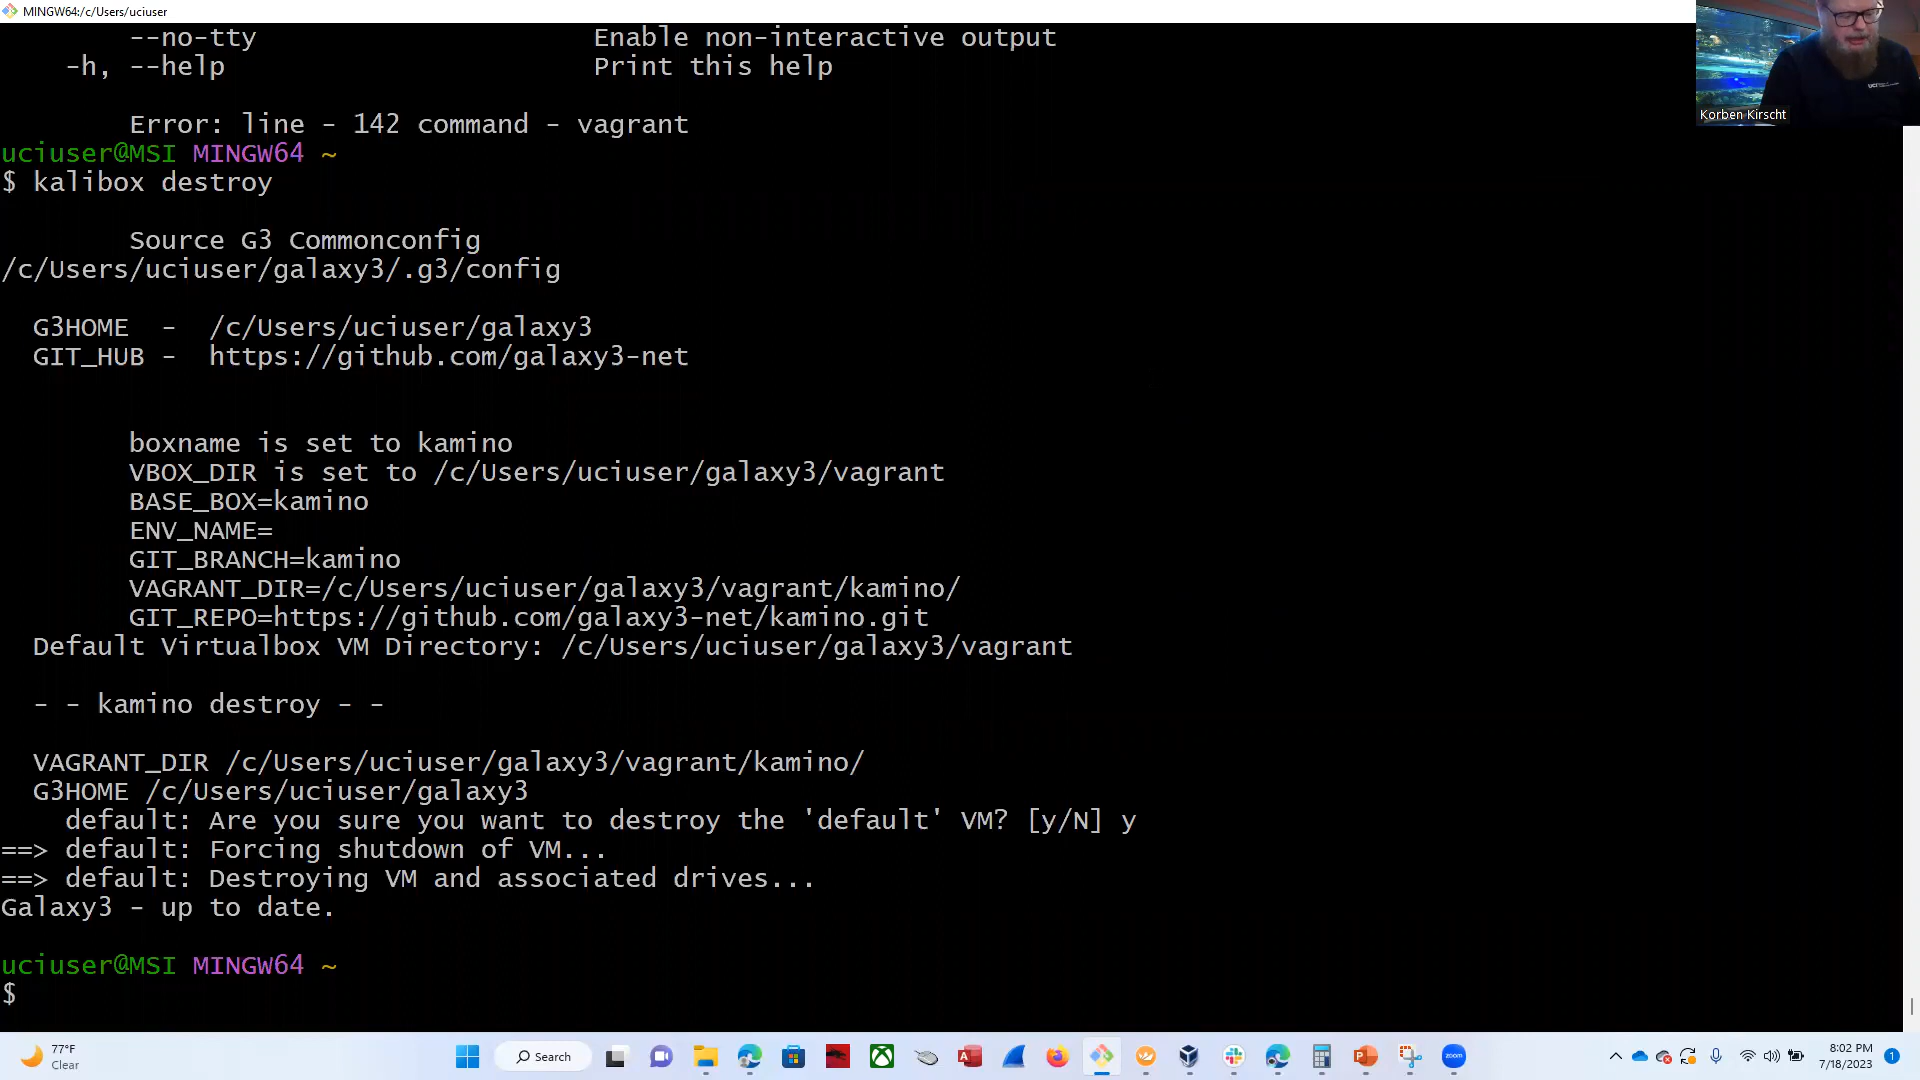 MINGW64:/c/Users/uciuser
--no-tty Enable non-interactive output
-h, --help Print this help
Error: line - 142 command - vagrant
uciuser@MSI MINGW64 ~
$ kalibox destroy
Source G3 Commonconfig
/c/Users/uciuser/galaxy3/.g3/config
G3HOME - /c/Users/uciuser/galaxy3
GIT_HUB - https://github.com/galaxy3-net
boxname is set to kamino
VBOX_DIR is set to /c/Users/uciuser/galaxy3/vagrant
BASE_BOX=kamino
ENV_NAME=
GIT_BRANCH=kamino
VAGRANT_DIR=/c/Users/uciuser/galaxy3/vagrant/kamino/
GIT_REPO=https://github.com/galaxy3-net/kamino.git
Default Virtualbox VM Directory: /c/Users/uciuser/galaxy3/vagrant
- - kamino destroy - -
VAGRANT_DIR /c/Users/uciuser/galaxy3/vagrant/kamino/
G3HOME /c/Users/uciuser/galaxy3
default: Are you sure you want to destroy the 'default' VM? [y/N] y
==> default: Forcing shutdown of VM...
==> default: Destroying VM and associated drives...
Galaxy3 - up to date.
uciuser@MSI MINGW64 ~
$
Korben Kirscht
77°F
Clear
Search
zoom
8:02 PM
7/18/2023
1